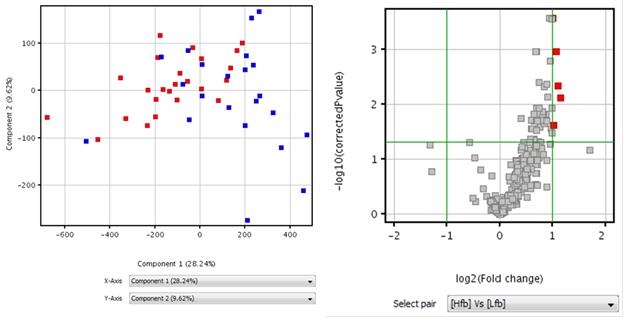 100
0
-100
-200
Component 2 (9.62%)
-600 -400 -200 0 200 400
Component 1 (28.24%)
X-Axis Component 1 (28.24%)
Y-Axis Component 2 (9.62%)
3
2
1
0
-log10(correctedPvalue)
-2 -1 0 1 2
log2(Fold change)
Select pair [Hfb] Vs [Lfb]